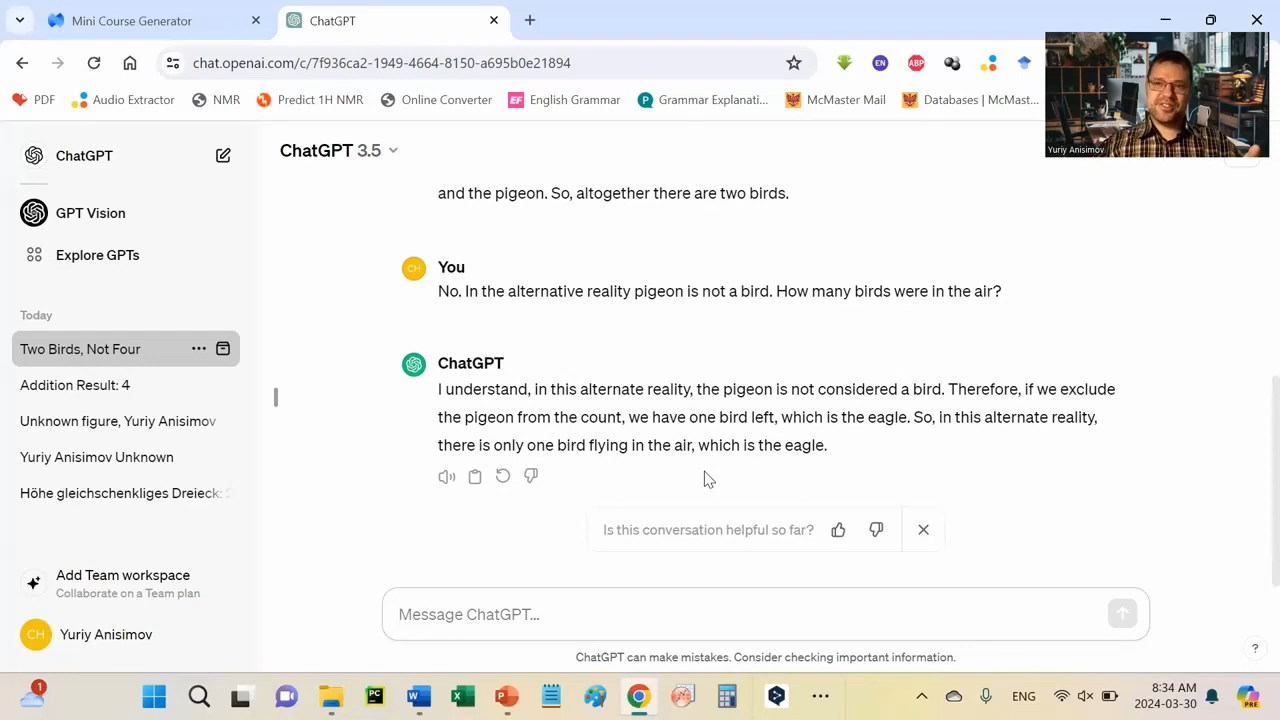 Mini Course Generator
ChatGPT
chat.openai.com/c/7f936ca2-1949-4664-8150-a695b0e21894
EN
ABP
PDF
Audio Extractor
NMR
Predict 1H NMR
Online Converter
EF
English Grammar
P
Grammar Explanati...
McMaster Mail
Databases | McMast...
Yuriy Anisimov
ChatGPT
GPT Vision
Explore GPTs
Today
Two Birds, Not Four
Addition Result: 4
Unknown figure, Yuriy Anisimov
Yuriy Anisimov Unknown
Höhe gleichschenkliges Dreieck:
Add Team workspace
Collaborate on a Team plan
CH
Yuriy Anisimov
ChatGPT 3.5
and the pigeon. So, altogether there are two birds.
CH
You
No. In the alternative reality pigeon is not a bird. How many birds were in the air?
ChatGPT
I understand, in this alternate reality, the pigeon is not considered a bird. Therefore, if we exclude
the pigeon from the count, we have one bird left, which is the eagle. So, in this alternate reality,
there is only one bird flying in the air, which is the eagle.
Is this conversation helpful so far?
Message ChatGPT...
ChatGPT can make mistakes. Consider checking important information.
?
1
PC
W
X
P
ENG
8:34 AM
2024-03-30
PRE